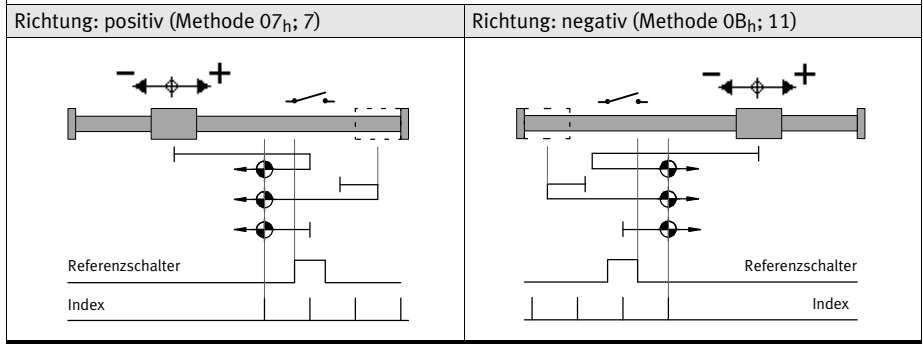 Richtung: positiv (Methode 07h; 7)
Richtung: negativ (Methode 0Bh; 11)
− +
− +
Referenzschalter
Index
Referenzschalter
Index